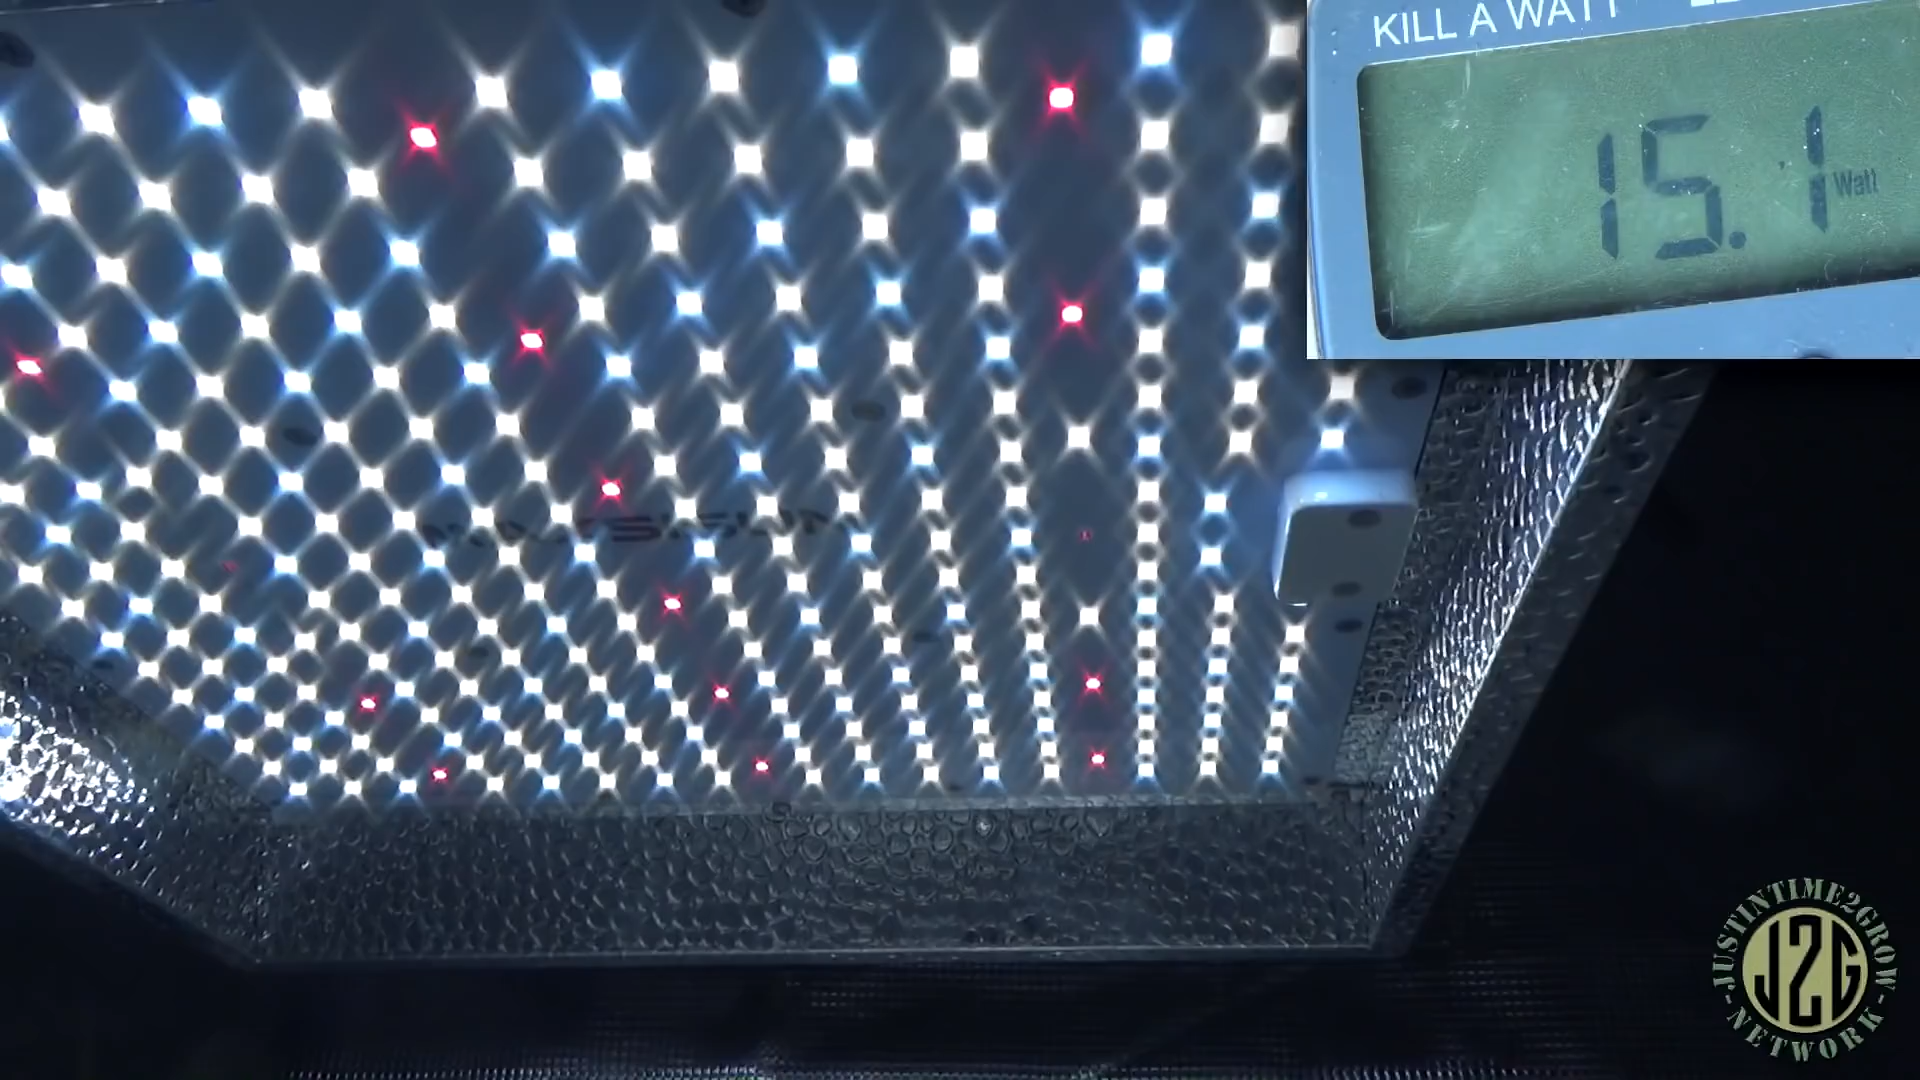 KILL A WATT
15.1 Watt
JUSTINTIME2GROW
J2G
-NETWORK-